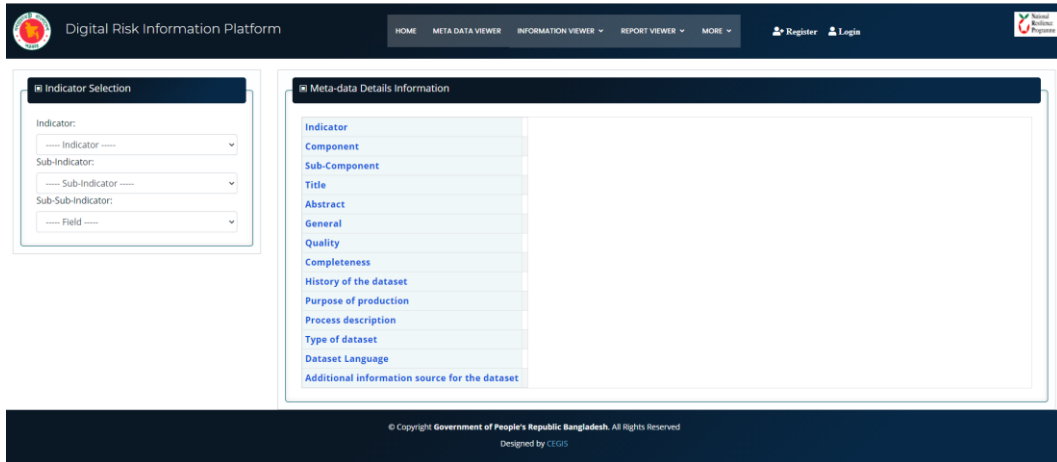 Digital Risk Information Platform
HOME
META DATA VIEWER
INFORMATION VIEWER
REPORT VIEWER
MORE
Register
Login
National
Resilience
Programme
Indicator Selection
Indicator:
----- Indicator -----
Sub-Indicator:
----- Sub-Indicator -----
Sub-Sub-Indicator:
----- Field -----
Meta-data Details Information
Indicator
Component
Sub-Component
Title
Abstract
General
Quality
Completeness
History of the dataset
Purpose of production
Process description
Type of dataset
Dataset Language
Additional information source for the dataset
© Copyright Government of People's Republic Bangladesh. All Rights Reserved
Designed by CEGIS